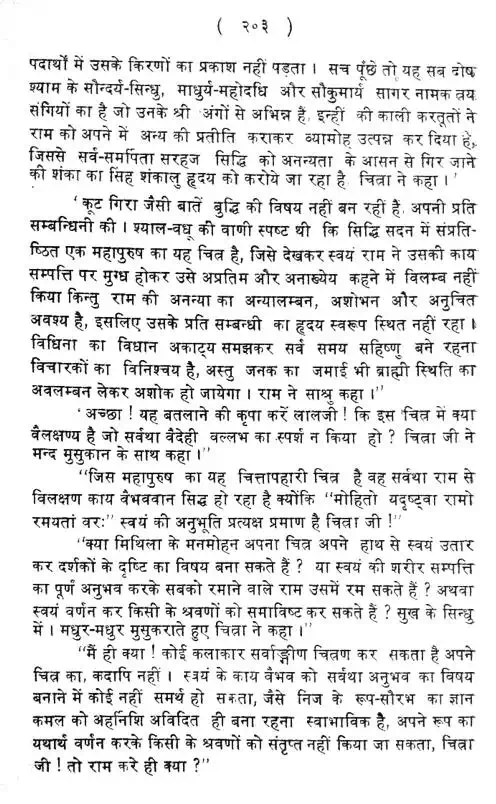 ( २०३ )
पदार्थों में उसके किरणों का प्रकाश नहीं पड़ता । सच पूंछे तो यह सब दोष
श्याम के सौन्दर्य-सिन्धु, माधुर्य-महोदधि और सौकुमार्य सागर नामक त्रय
संगियों का है जो उनके श्री अंगों से अभिन्न हैं, इन्हीं की काली करतूतों ने
राम को अपने में अन्य की प्रतीति कराकर व्यामोह उत्पन्न कर दिया है,
जिससे सर्व-समर्पिता सरहज सिद्धि को अनन्यता के आसन से गिर जाने
की शंका का सिंह शंकालु हृदय को करोये जा रहा है, चित्रा ने कहा ।'
'कूट गिरा जैसी बातें बुद्धि की विषय नहीं बन रहीं हैं, अपनी प्रति
सम्बन्धिनी की । श्याल-वधू की वाणी स्पष्ट थी कि सिद्धि सदन में संप्रति-
ष्ठित एक महापुरुष का यह चित्र है, जिसे देखकर स्वयं राम ने उसकी काय
सम्पत्ति पर मुग्ध होकर उसे अप्रतिम और अनाख्येय कहने में विलम्ब नहीं
किया किन्तु राम की अनन्या का अन्यालम्बन, अशोभन और अनुचित
अवश्य है, इसलिए उसके प्रति सम्बन्धी का हृदय स्वरूप स्थित नहीं रहा ।
विधिना का विधान अकाट्य समझकर सर्व समय सहिष्णु बने रहना
विचारकों का विनिश्चय है, अस्तु जनक का जमाई भी ब्राह्मी स्थिति का
अवलम्बन लेकर अशोक हो जायेगा । राम ने साश्रु कहा ।"
'अच्छा ! यह बतलाने की कृपा करें लालजी ! कि इस चित्र में क्या
वैलक्षण्य है जो सर्वथा वैदेही वल्लभ का स्पर्श न किया हो ? चित्रा जी ने
मन्द मुसुकान के साथ कहा ।"
"जिस महापुरुष का यह चित्तापहारी चित्र है वह सर्वथा राम से
विलक्षण काय वैभववान सिद्ध हो रहा है क्योंकि "मोहितो यदृष्ट्वा रामो
रमयतां वरः" स्वयं की अनुभूति प्रत्यक्ष प्रमाण है चित्रा जी !"
"क्या मिथिला के मनमोहन अपना चित्र अपने हाथ से स्वयं उतार
कर दर्शकों के दृष्टि का विषय बना सकते हैं ? या स्वयं की शरीर सम्पत्ति
का पूर्ण अनुभव करके सबको रमाने वाले राम उसमें रम सकते हैं ? अथवा
स्वयं वर्णन कर किसी के श्रवणों को समाविष्ट कर सकते हैं ? सुख के सिन्धु
में । मधुर-मधुर मुसुकराते हुए चित्रा ने कहा ।"
"मैं ही क्या ! कोई कलाकार सर्वाङ्गीण चित्रण कर सकता है अपने
चित्र का, कदापि नहीं । स्वयं के काय वैभव को सर्वथा अनुभव का विषय
बनाने में कोई नहीं समर्थ हो सकता, जैसे निज के रूप-सौरभ का ज्ञान
कमल को अहर्निशि अविदित ही बना रहना स्वाभाविक है, अपने रूप का
यथार्थ वर्णन करके किसी के श्रवणों को संतृप्त नहीं किया जा सकता, चित्रा
जी ! तो राम करे ही क्या ?"